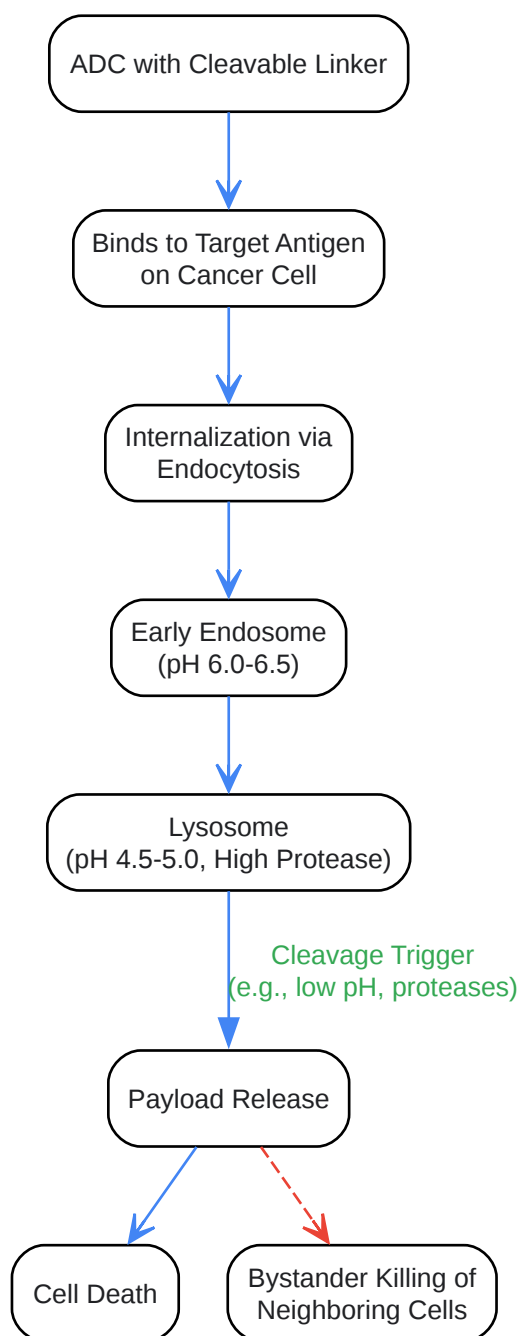 ADC with Cleavable Linker
Binds to Target Antigen
on Cancer Cell
Internalization via
Endocytosis
Early Endosome
(pH 6.0-6.5)
Lysosome
(pH 4.5-5.0, High Protease)
Cleavage Trigger
(e.g., low pH, proteases)
Payload Release
Cell Death
Bystander Killing of
Neighboring Cells